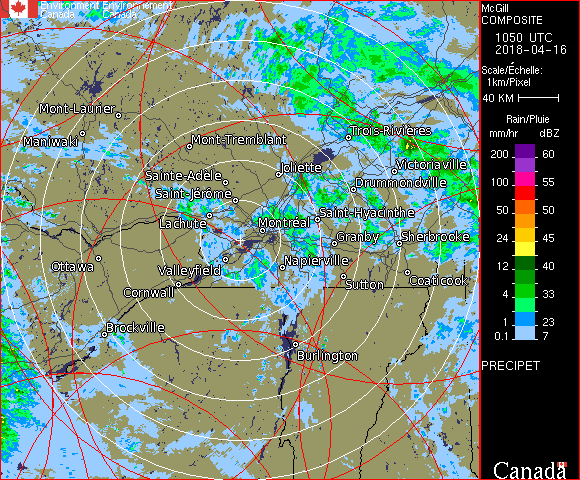 Environment Environnement
Canada Canada
McGill
COMPOSITE
1050 UTC
2018-04-16
Scale/Échelle:
1km/Pixel
40 KM
Rain/Pluie
mm/hr dBZ
200 60
100 55
50 50
24 45
12 40
4 33
1 23
0.1 7
PRECIPET
Canada
Mont-Laurier
Maniwaki
Mont-Tremblant
Trois-Rivières
Victoriaville
Joliette
Sainte-Adèle
Drummondville
Saint-Jérôme
Lachute
Saint-Hyacinthe
Montréal
Granby
Sherbrooke
Ottawa
Valleyfield
Napierville
Cornwall
Sutton
Coaticook
Brockville
Burlington